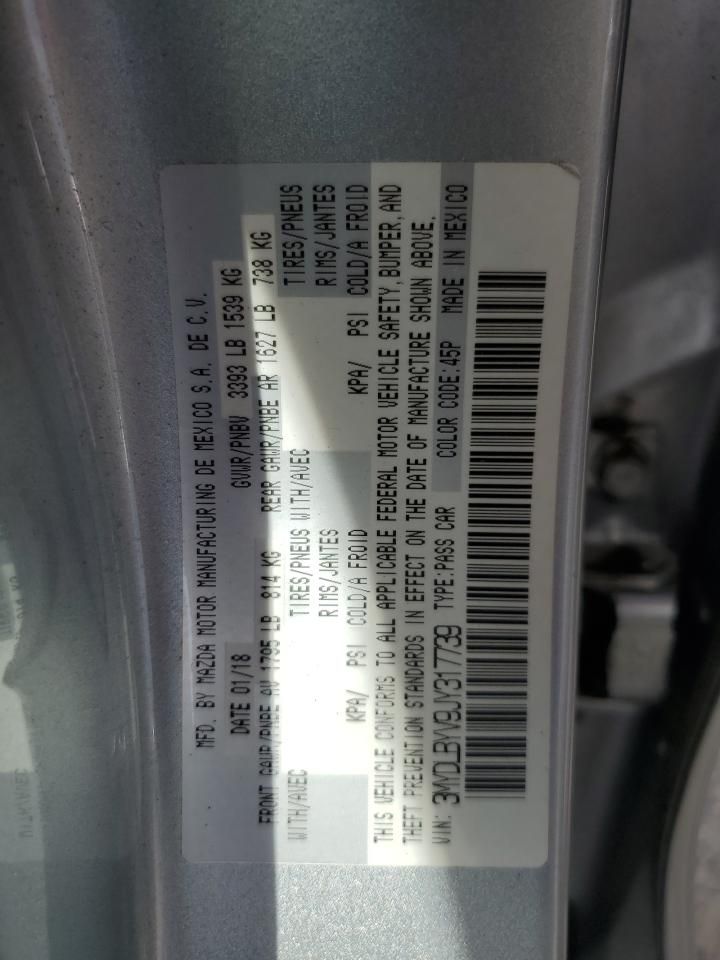 MFD. BY MAZDA MOTOR MANUFACTURING DE MEXICO S.A. DE C.V.
DATE 01/18 GVWR/PNBV 3393 LB 1539 KG
FRONT GAWR/PNBE AV 1795 LB 814 KG REAR GAWR/PNBE AR 1627 LB 738 KG
WITH/AVEC TIRES/PNEUS WITH/AVEC TIRES/PNEUS
RIMS/JANTES RIMS/JANTES
KPA/ PSI COLD/A FROID KPA/ PSI COLD/A FROID
THIS VEHICLE CONFORMS TO ALL APPLICABLE FEDERAL MOTOR VEHICLE SAFETY, BUMPER, AND
THEFT PREVENTION STANDARDS IN EFFECT ON THE DATE OF MANUFACTURE SHOWN ABOVE.
VIN: 3MYDLBYV9JY317739 TYPE:PASS CAR COLOR CODE:45P MADE IN MEXICO